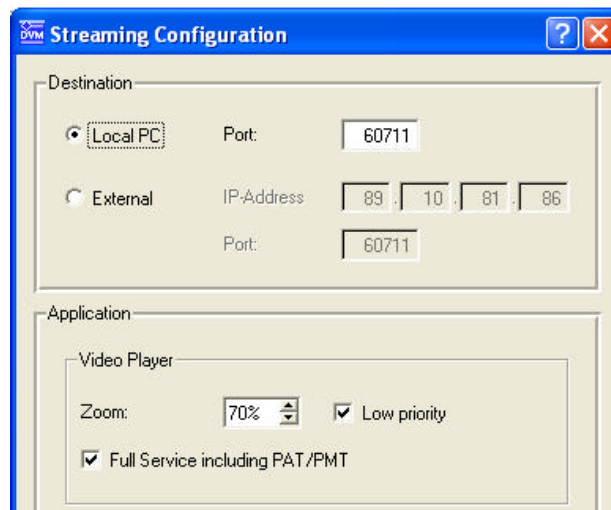 DVM Streaming Configuration
Destination
Local PC Port: 60711
External IP-Address 89 . 10 . 81 . 86
Port: 60711
Application
Video Player
Zoom: 70% Low priority
Full Service including PAT/PMT